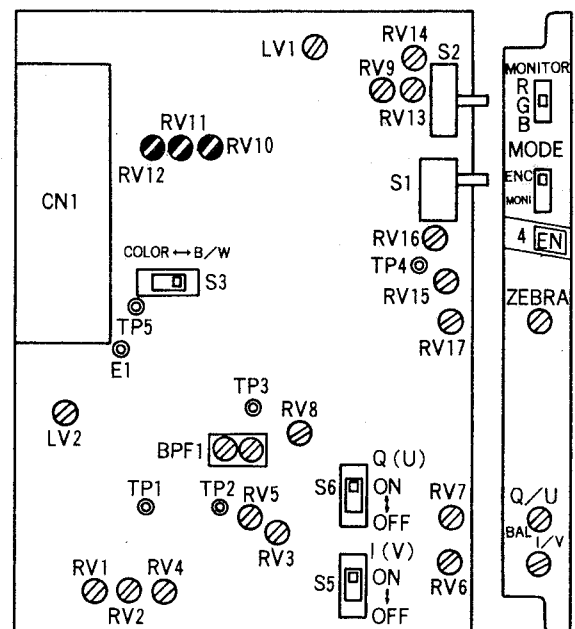 RV14
LV1
S2
RV9
MONITOR
R
G
B
RV13
RV11
RV10
RV12
MODE
CN1
S1
ENC
MONI
RV16
4 EN
COLOR ↔ B/W
TP4
S3
RV15
ZEBRA
TP5
RV17
E1
TP3
RV8
LV2
BPF1
Q (U)
S6
ON
↕
OFF
TP1
TP2
RV5
RV7
Q/U
RV3
BAL
I/V
I (V)
RV1
RV4
S5
ON
↕
OFF
RV6
RV2